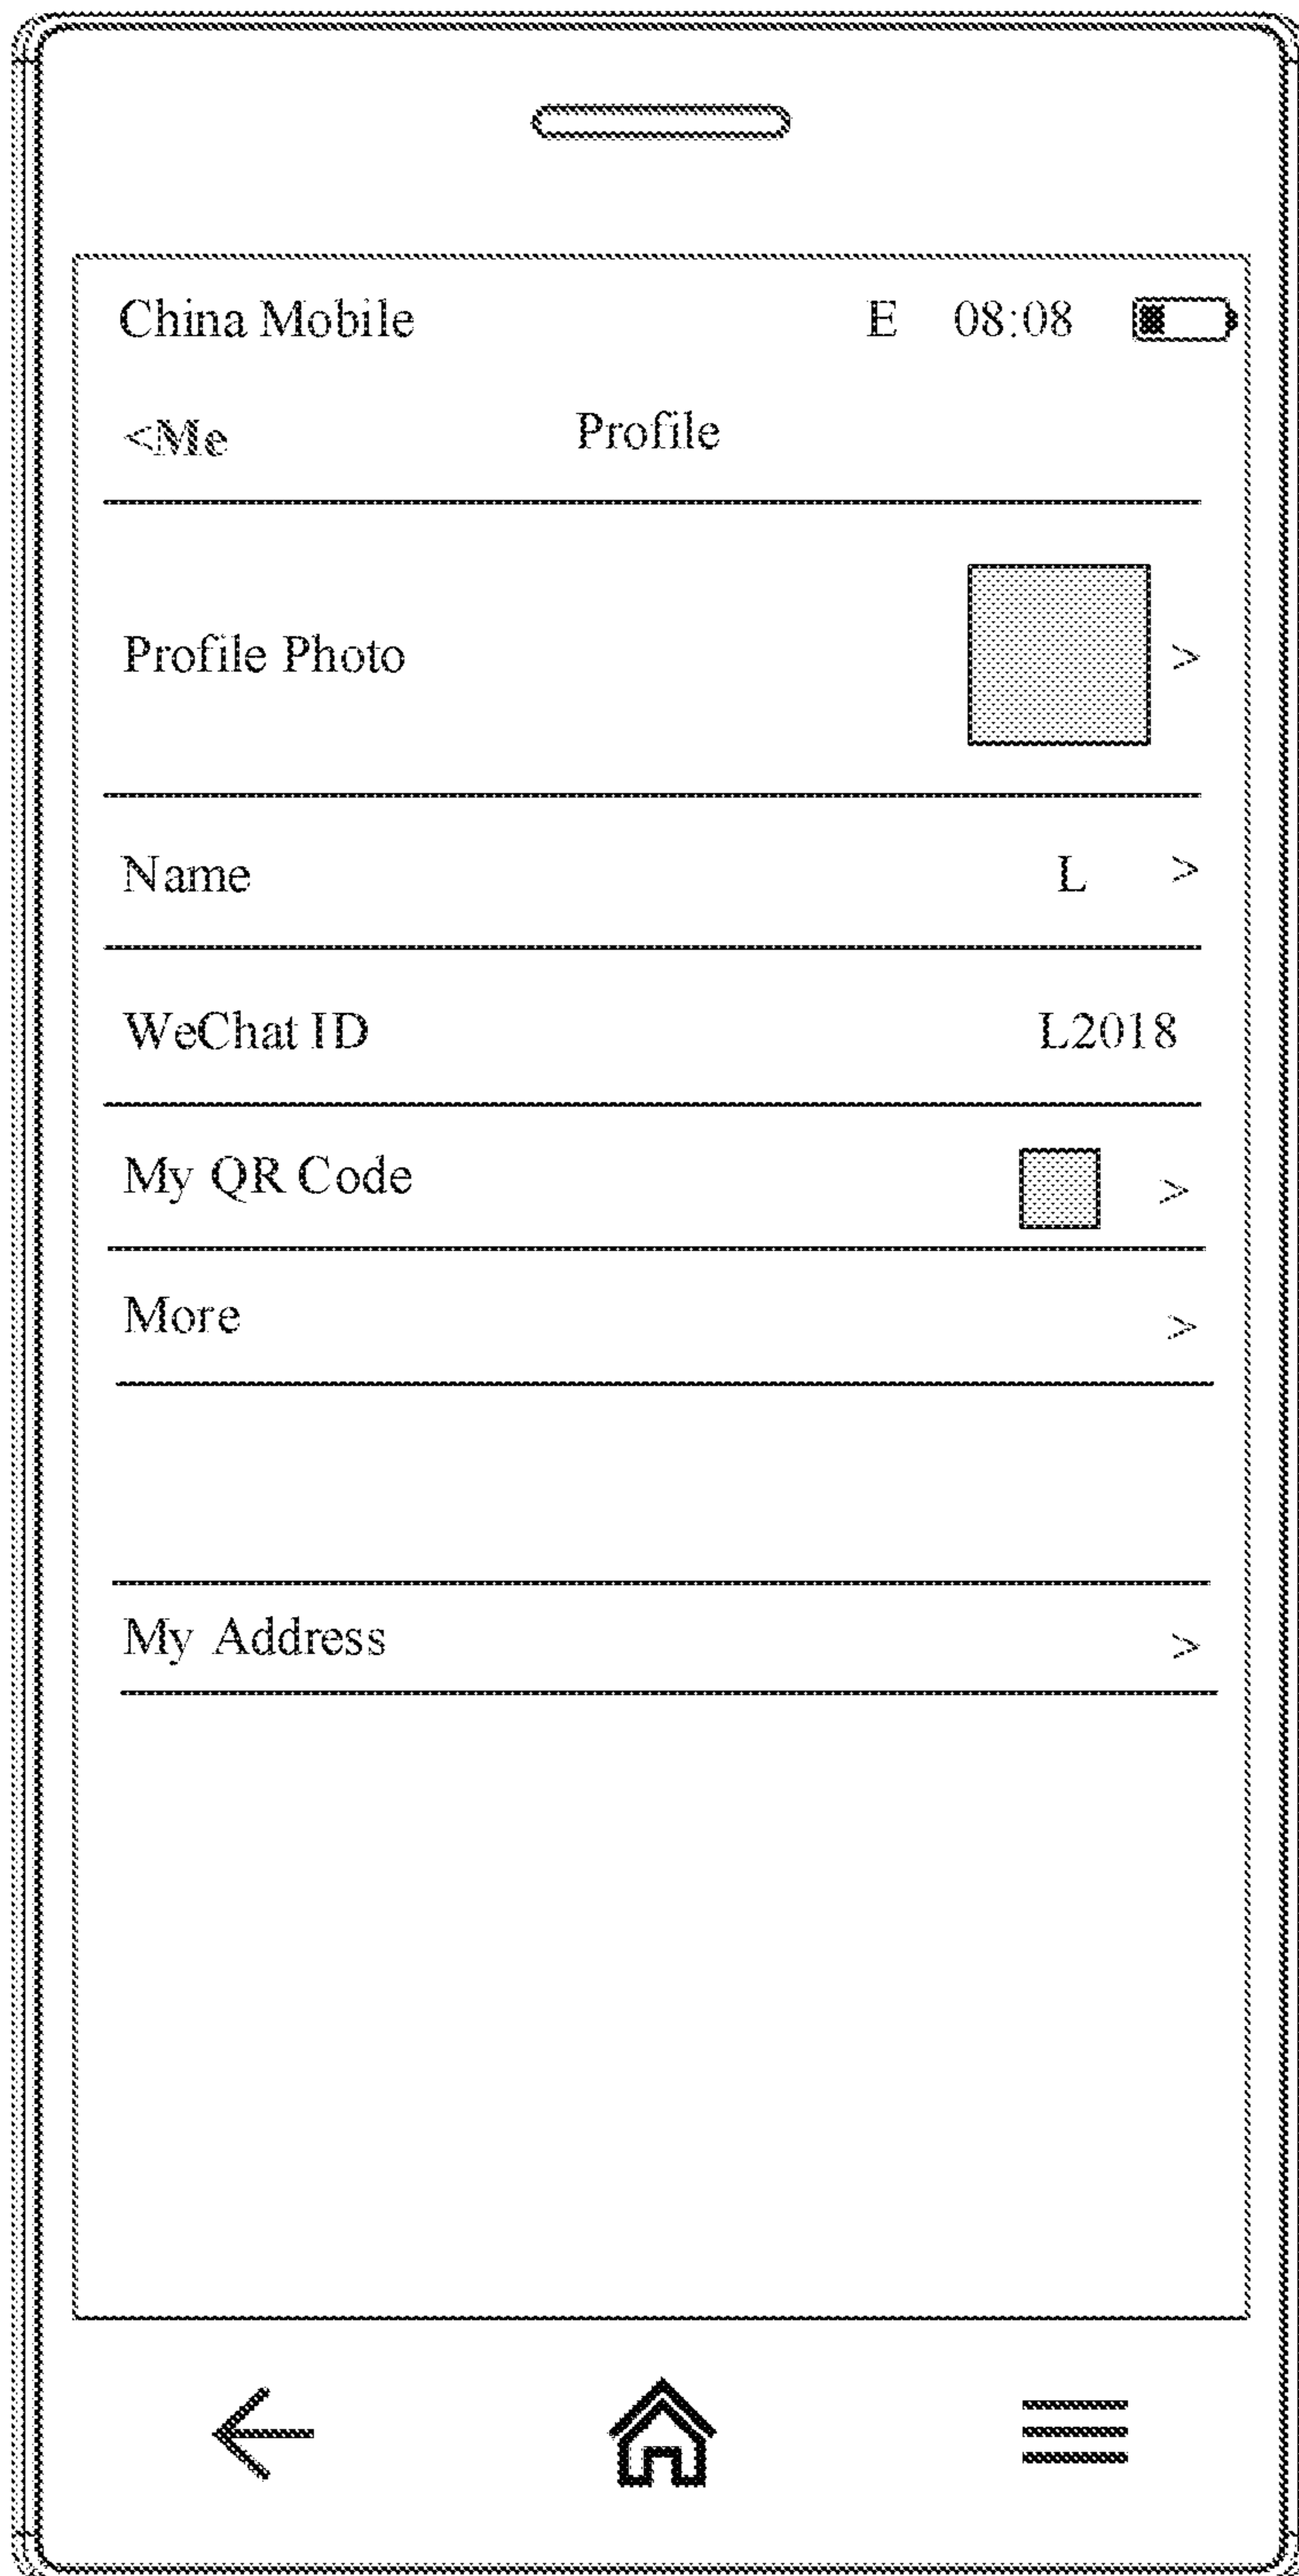 China Mobile E 08:08
<Me Profile
Profile Photo >
Name L >
WeChat ID L2018
My QR Code >
More >
My Address >